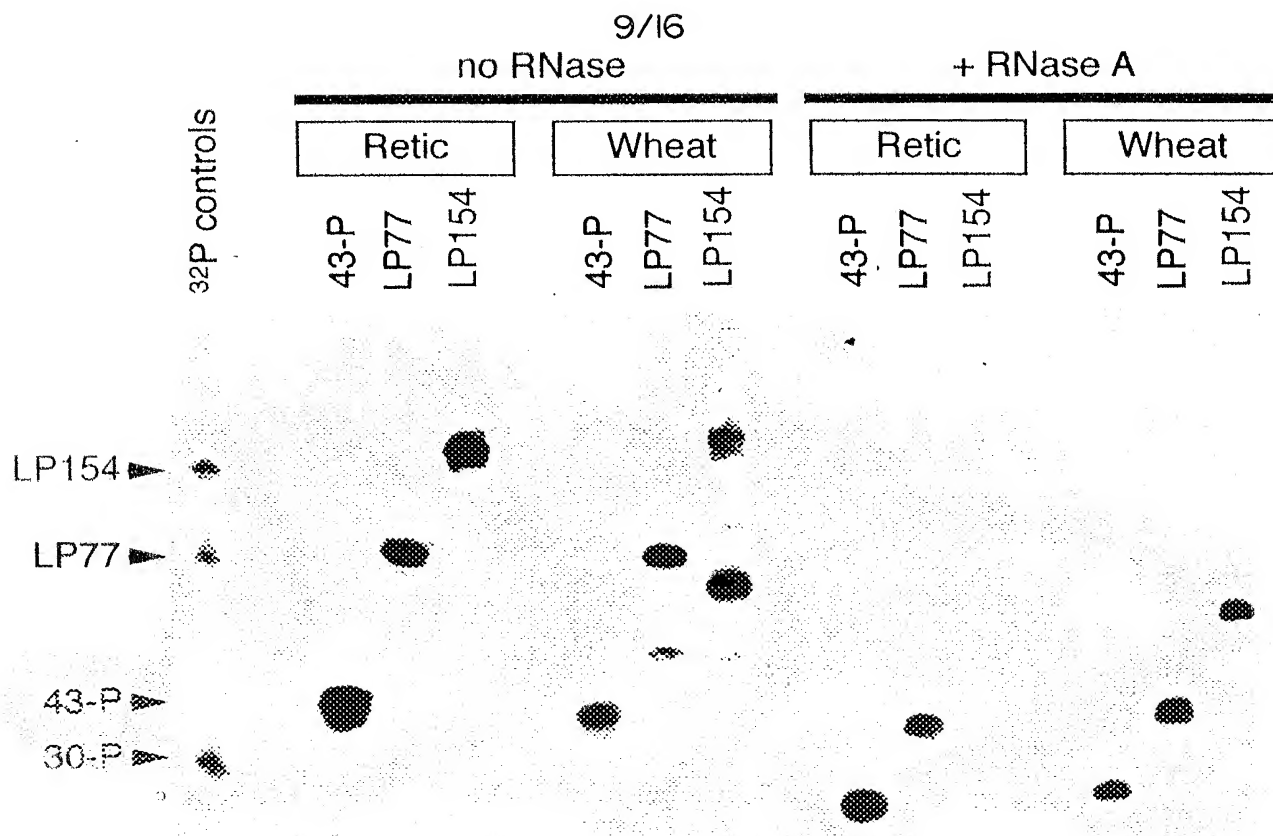 9/16
no RNase
+ RNase A
Retic
Wheat
Retic
Wheat
32P controls
43-P
LP77
LP154
43-P
LP77
LP154
43-P
LP77
LP154
43-P
LP77
LP154
LP154
LP77
43-P
30-P